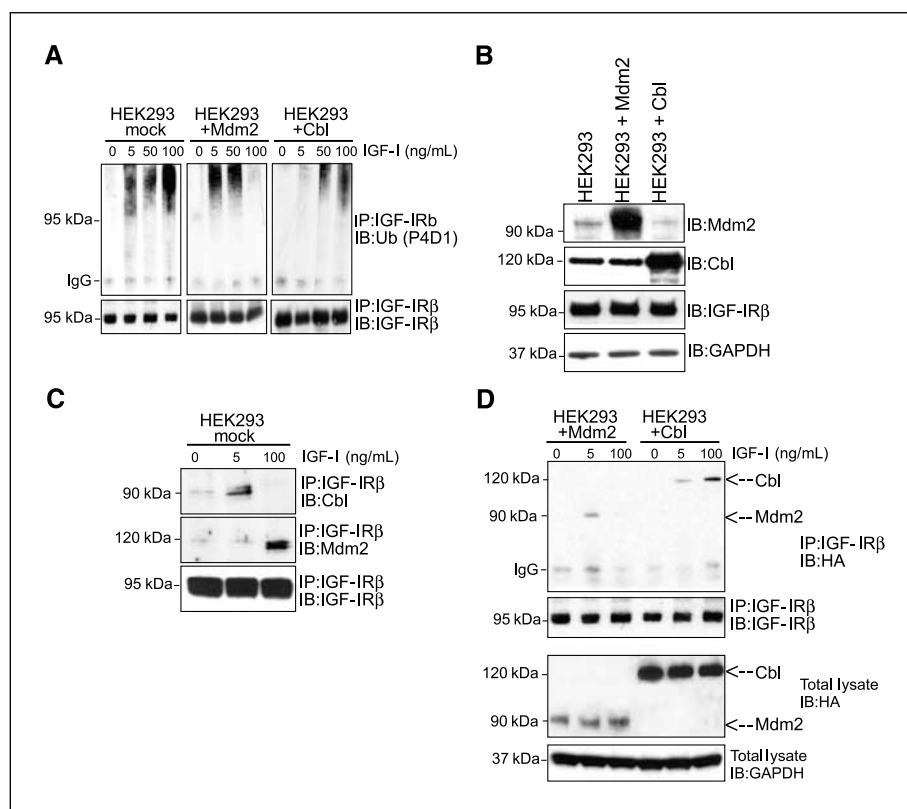 A
HEK293 mock
HEK293 +Mdm2
HEK293 +Cbl
0 5 50 100 0 5 50 100 0 5 50 100 IGF-I (ng/mL)
95 kDa
IP:IGF-IRb
IB:Ub (P4D1)
IgG
95 kDa
IP:IGF-IRβ
IB:IGF-IRβ
B
HEK293
HEK293 + Mdm2
HEK293 + Cbl
90 kDa IB:Mdm2
120 kDa IB:Cbl
95 kDa IB:IGF-IRβ
37 kDa IB:GAPDH
C
HEK293
mock
0 5 100 IGF-I (ng/mL)
90 kDa
IP:IGF-IRβ
IB:Cbl
120 kDa
IP:IGF-IRβ
IB:Mdm2
95 kDa
IP:IGF-IRβ
IB:IGF-IRβ
D
HEK293 +Mdm2
HEK293 +Cbl
0 5 100 0 5 100 IGF-I (ng/mL)
120 kDa <--Cbl
90 kDa <--Mdm2
IP:IGF-IRβ
IB:HA
IgG
95 kDa
IP:IGF-IRβ
IB:IGF-IRβ
120 kDa <--Cbl
Total lysate
IB:HA
90 kDa <--Mdm2
37 kDa
Total lysate
IB:GAPDH